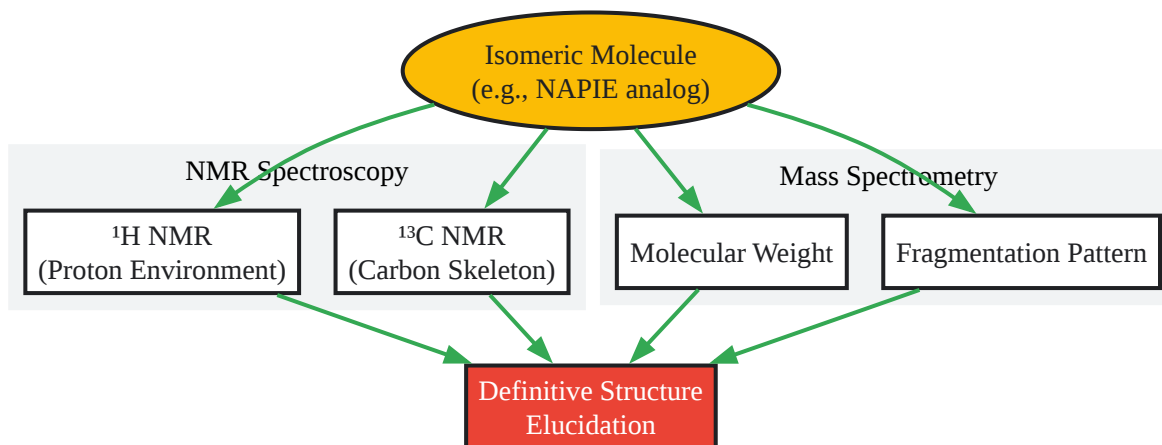 Isomeric Molecule
(e.g., NAPIE analog)
NMR Spectroscopy
Mass Spectrometry
¹H NMR
(Proton Environment)
¹³C NMR
(Carbon Skeleton)
Molecular Weight
Fragmentation Pattern
Definitive Structure
Elucidation